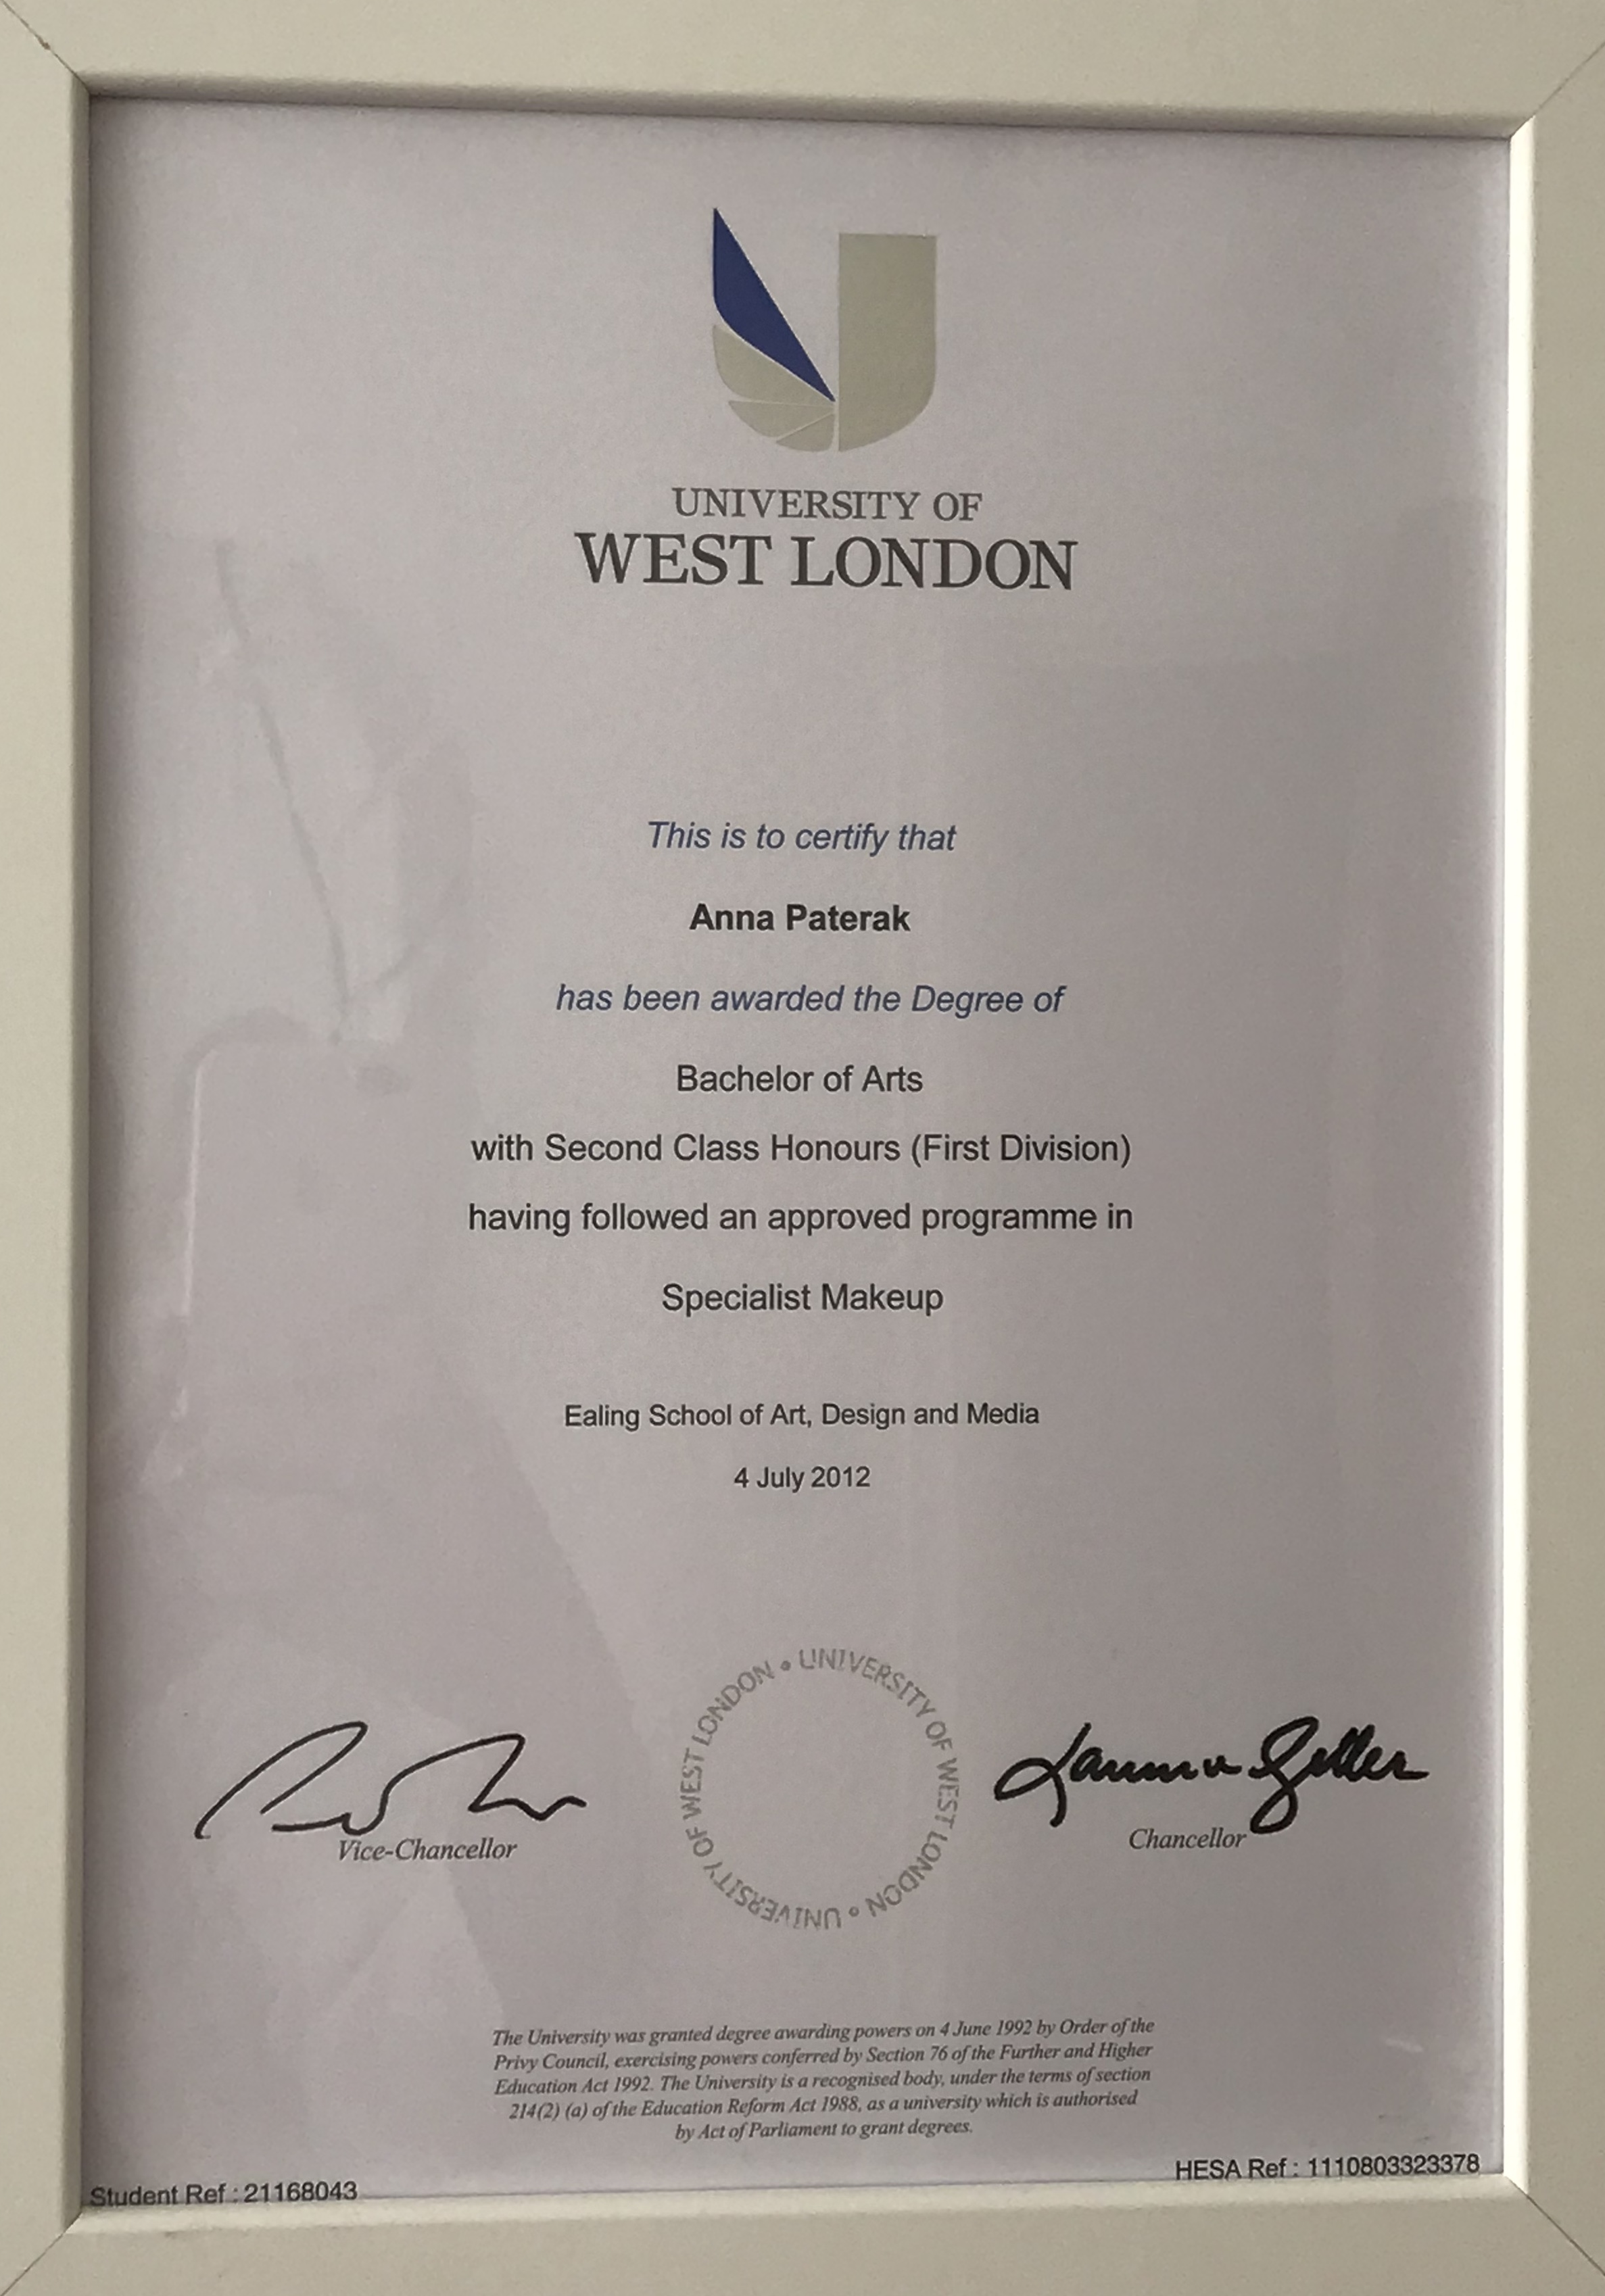 UNIVERSITY OF
WEST LONDON
This is to certify that
Anna Paterak
has been awarded the Degree of
Bachelor of Arts
with Second Class Honours (First Division)
having followed an approved programme in
Specialist Makeup
Ealing School of Art, Design and Media
4 July 2012
UNIVERSITY OF WEST LONDON • UNIVERSITY OF WEST LONDON •
Vice-Chancellor
Chancellor
The University was granted degree awarding powers on 4 June 1992 by Order of the
Privy Council, exercising powers conferred by Section 76 of the Further and Higher
Education Act 1992. The University is a recognised body, under the terms of section
214(2) (a) of the Education Reform Act 1988, as a university which is authorised
by Act of Parliament to grant degrees.
Student Ref : 21168043
HESA Ref : 1110803323378